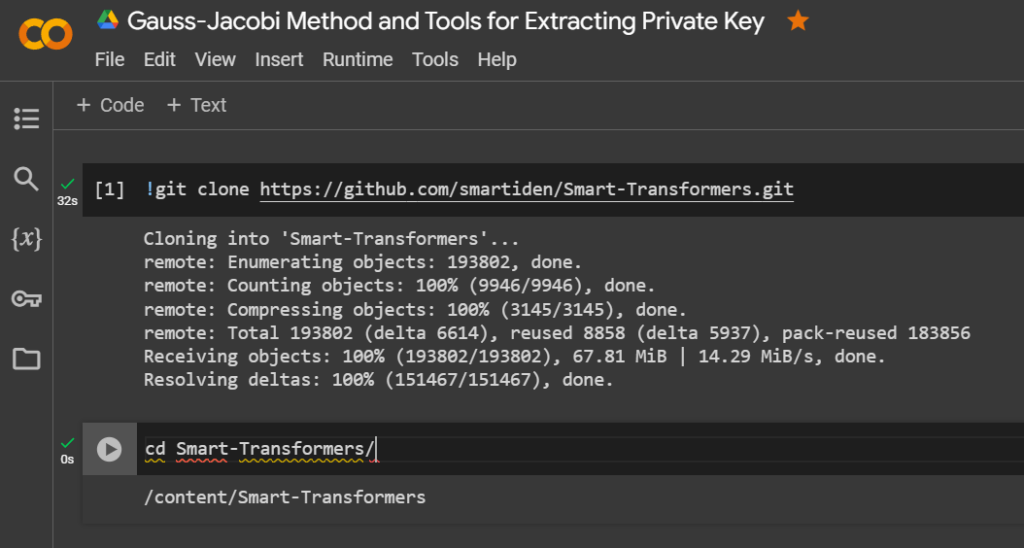 Gauss-Jacobi Method and Tools for Extracting Private Key
File Edit View Insert Runtime Tools Help
+ Code + Text
[1] !git clone https://github.com/smartiden/Smart-Transformers.git
32s
Cloning into 'Smart-Transformers'...
remote: Enumerating objects: 193802, done.
remote: Counting objects: 100% (9946/9946), done.
remote: Compressing objects: 100% (3145/3145), done.
remote: Total 193802 (delta 6614), reused 8858 (delta 5937), pack-reused 183856
Receiving objects: 100% (193802/193802), 67.81 MiB | 14.29 MiB/s, done.
Resolving deltas: 100% (151467/151467), done.
cd Smart-Transformers/
0s
/content/Smart-Transformers